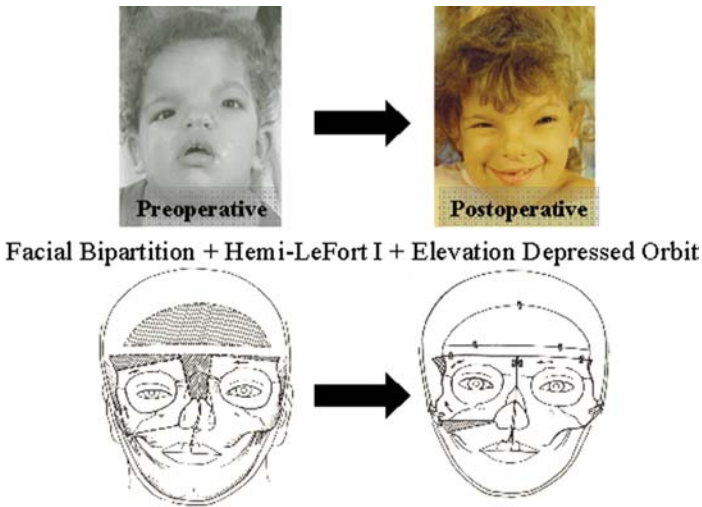 Preoperative
Postoperative
Facial Bipartition + Hemi-LeFort I + Elevation Depressed Orbit